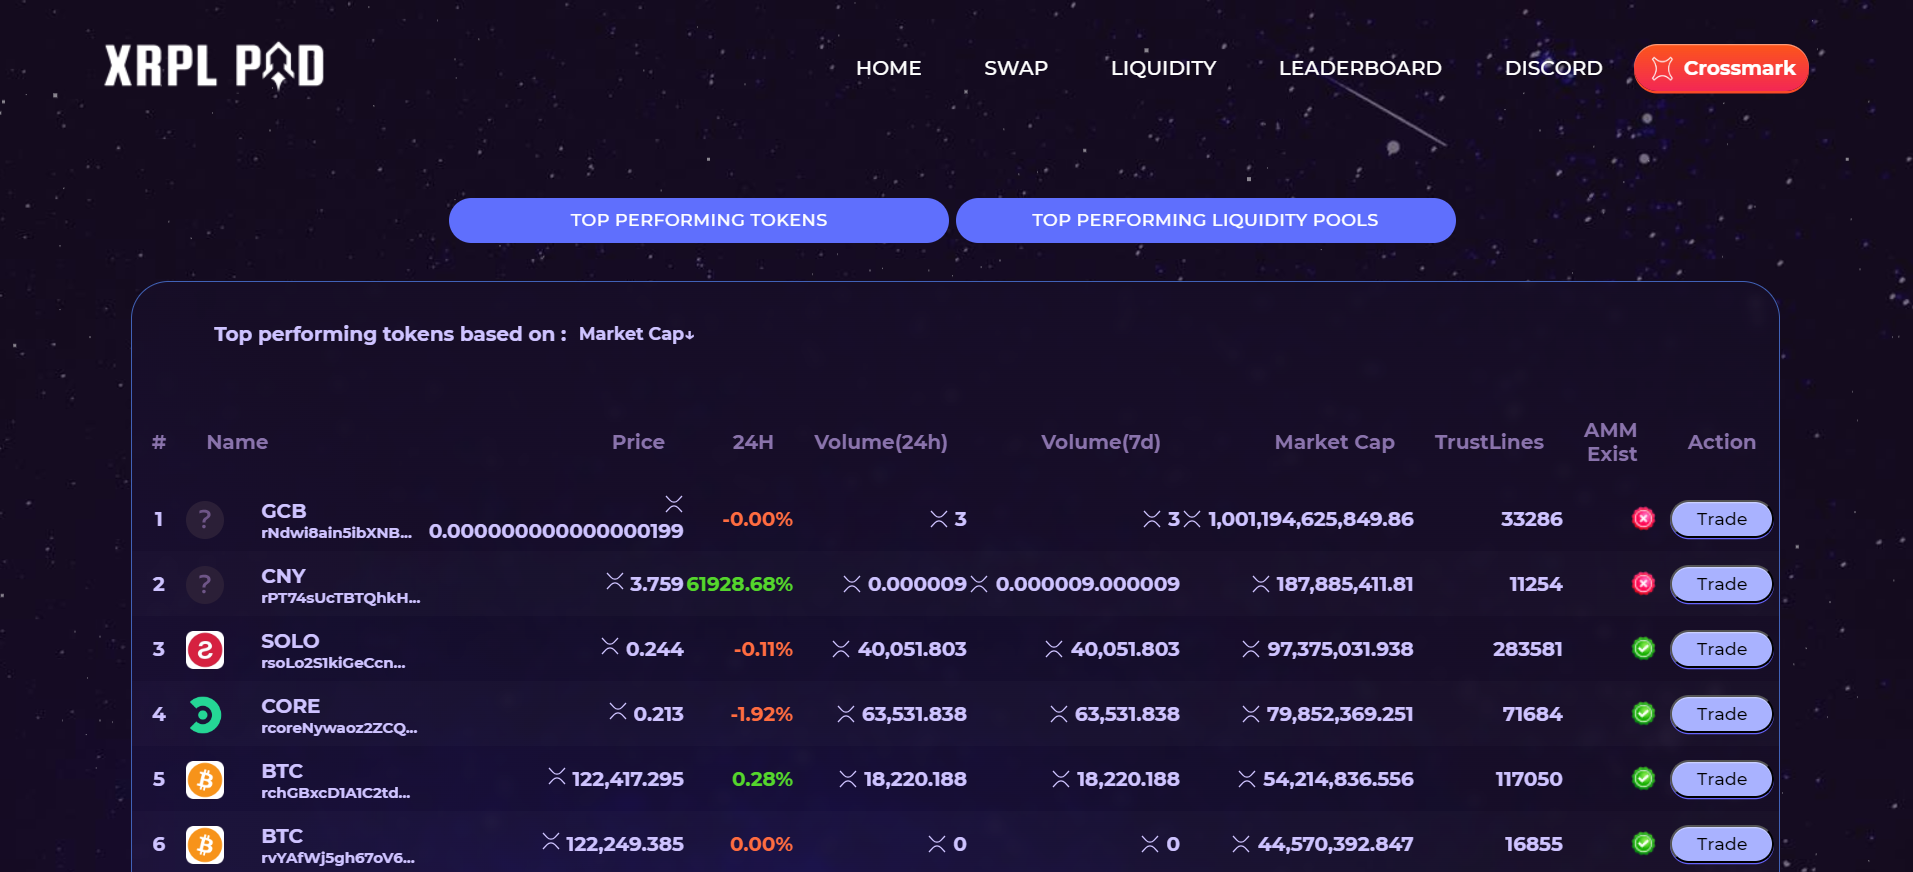 XRPL POD
HOME SWAP LIQUIDITY LEADERBOARD DISCORD Crossmark
TOP PERFORMING TOKENS TOP PERFORMING LIQUIDITY POOLS
Top performing tokens based on : Market Cap↓
# Name Price 24H Volume(24h) Volume(7d) Market Cap TrustLines AMM Exist Action
1 ? GCB 0.000000000000000199 -0.00% 3 3 1,001,194,625,849.86 33286 Trade
rNdwi8ain5ibXNB...
2 ? CNY 3.759 61928.68% 0.000009 0.000009.000009 187,885,411.81 11254 Trade
rPT74sUcTBTQhkH...
3 SOLO 0.244 -0.11% 40,051.803 40,051.803 97,375,031.938 283581 Trade
rsoLo2S1kiGeCcn...
4 CORE 0.213 -1.92% 63,531.838 63,531.838 79,852,369.251 71684 Trade
rcoreNywaoz2ZCQ...
5 BTC 122,417.295 0.28% 18,220.188 18,220.188 54,214,836.556 117050 Trade
rchGBxcD1A1C2td...
6 BTC 122,249.385 0.00% 0 0 44,570,392.847 16855 Trade
rvYAfWj5gh67oV6...